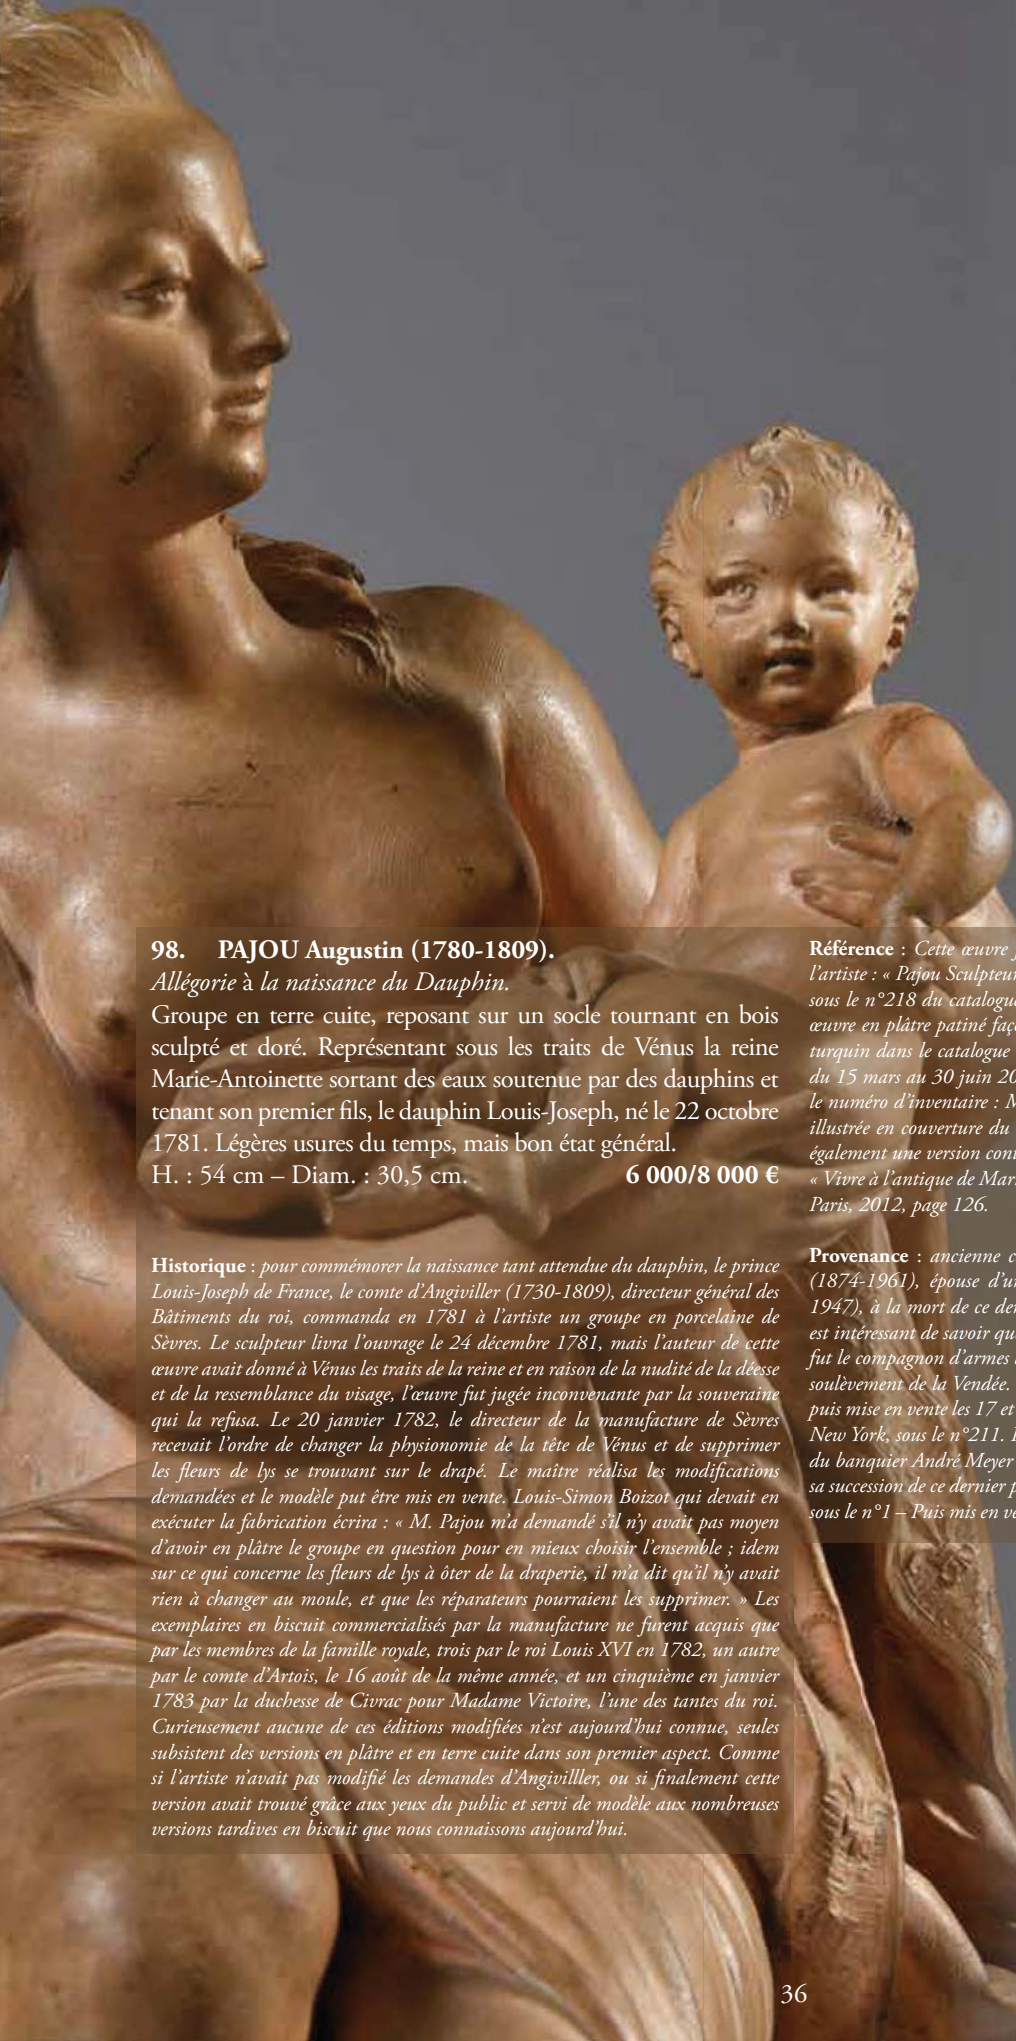 98. PAJOU Augustin (1780-1809).
Allégorie à la naissance du Dauphin.
Groupe en terre cuite, reposant sur un socle tournant en bois
sculpté et doré. Représentant sous les traits de Vénus la reine
Marie-Antoinette sortant des eaux soutenue par des dauphins et
tenant son premier fils, le dauphin Louis-Joseph, né le 22 octobre
1781. Légères usures du temps, mais bon état général.
H. : 54 cm – Diam. : 30,5 cm. 6 000/8 000 €
Historique : pour commémorer la naissance tant attendue du dauphin, le prince
Louis-Joseph de France, le comte d’Angiviller (1730-1809), directeur général des
Bâtiments du roi, commanda en 1781 à l’artiste un groupe en porcelaine de
Sèvres. Le sculpteur livra l’ouvrage le 24 décembre 1781, mais l’auteur de cette
œuvre avait donné à Vénus les traits de la reine et en raison de la nudité de la déesse
et de la ressemblance du visage, l’œuvre fut jugée inconvenante par la souveraine
qui la refusa. Le 20 janvier 1782, le directeur de la manufacture de Sèvres
recevait l’ordre de changer la physionomie de la tête de Vénus et de supprimer
les fleurs de lys se trouvant sur le drapé. Le maître réalisa les modifications
demandées et le modèle put être mis en vente. Louis-Simon Boizot qui devait en
exécuter la fabrication écrira : « M. Pajou m’a demandé s’il n’y avait pas moyen
d’avoir en plâtre le groupe en question pour en mieux choisir l’ensemble ; idem
sur ce qui concerne les fleurs de lys à ôter de la draperie, il m’a dit qu’il n’y avait
rien à changer au moule, et que les réparateurs pourraient les supprimer. » Les
exemplaires en biscuit commercialisés par la manufacture ne furent acquis que
par les membres de la famille royale, trois par le roi Louis XVI en 1782, un autre
par le comte d’Artois, le 16 août de la même année, et un cinquième en janvier
1783 par la duchesse de Civrac pour Madame Victoire, l’une des tantes du roi.
Curieusement aucune de ces éditions modifiées n’est aujourd’hui connue, seules
subsistent des versions en plâtre et en terre cuite dans son premier aspect. Comme
si l’artiste n’avait pas modifié les demandes d’Angivilller, ou si finalement cette
version avait trouvé grâce aux yeux du public et servi de modèle aux nombreuses
versions tardives en biscuit que nous connaissons aujourd’hui.
Référence : Cette œuvre
l’artiste : « Pajou Sculpteur
sous le n°218 du catalogue
œuvre en plâtre patiné
turquin dans le catalogue
du 15 mars au 30 juin 20
le numéro d’inventaire : M
illustrée en couverture du
également une version
« Vivre à l’antique de
Paris, 2012, page 126.
Provenance : ancienne
(1874-1961), épouse
1947), à la mort de ce
est intéressant de savoir
fut le compagnon d’armes
soulèvement de la Vendée.
puis mise en vente les 17 et
New York, sous le n°211.
du banquier André Meyer
sa succession de ce dernier
sous le n°1 – Puis mis en
36